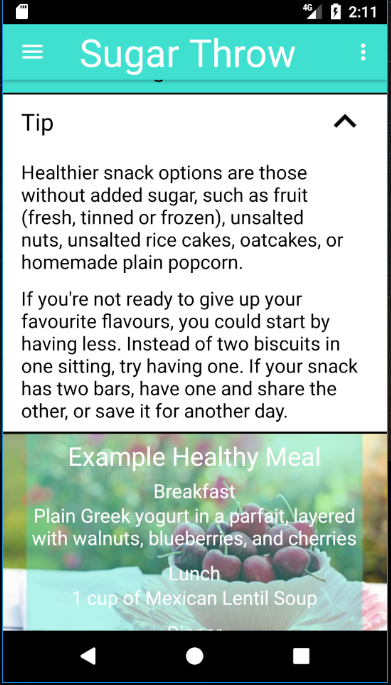 4G 2:11
Sugar Throw
Tip
Healthier snack options are those
without added sugar, such as fruit
(fresh, tinned or frozen), unsalted
nuts, unsalted rice cakes, oatcakes, or
homemade plain popcorn.
If you're not ready to give up your
favourite flavours, you could start by
having less. Instead of two biscuits in
one sitting, try having one. If your snack
has two bars, have one and share the
other, or save it for another day.
Example Healthy Meal
Breakfast
Plain Greek yogurt in a parfait, layered
with walnuts, blueberries, and cherries
Lunch
1 cup of Mexican Lentil Soup